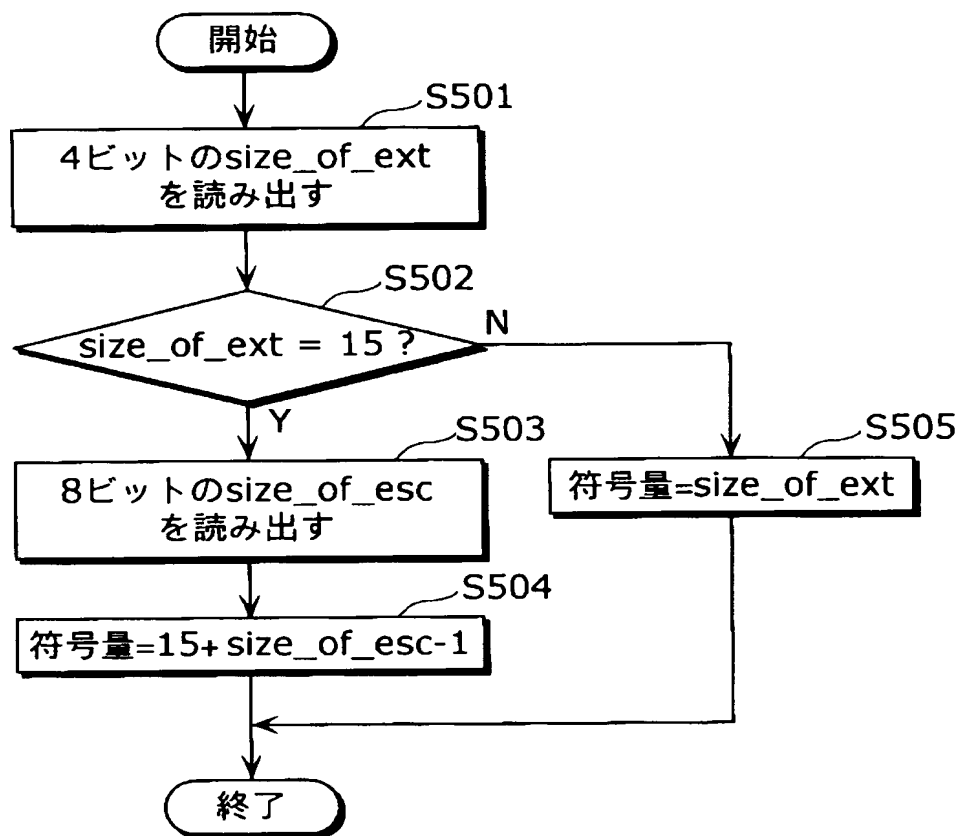 開始
S501
4ビットのsize_of_ext
を読み出す
S502
size_of_ext = 15 ?
N
Y
S503
8ビットのsize_of_esc
を読み出す
S505
符号量=size_of_ext
S504
符号量=15+size_of_esc-1
終了